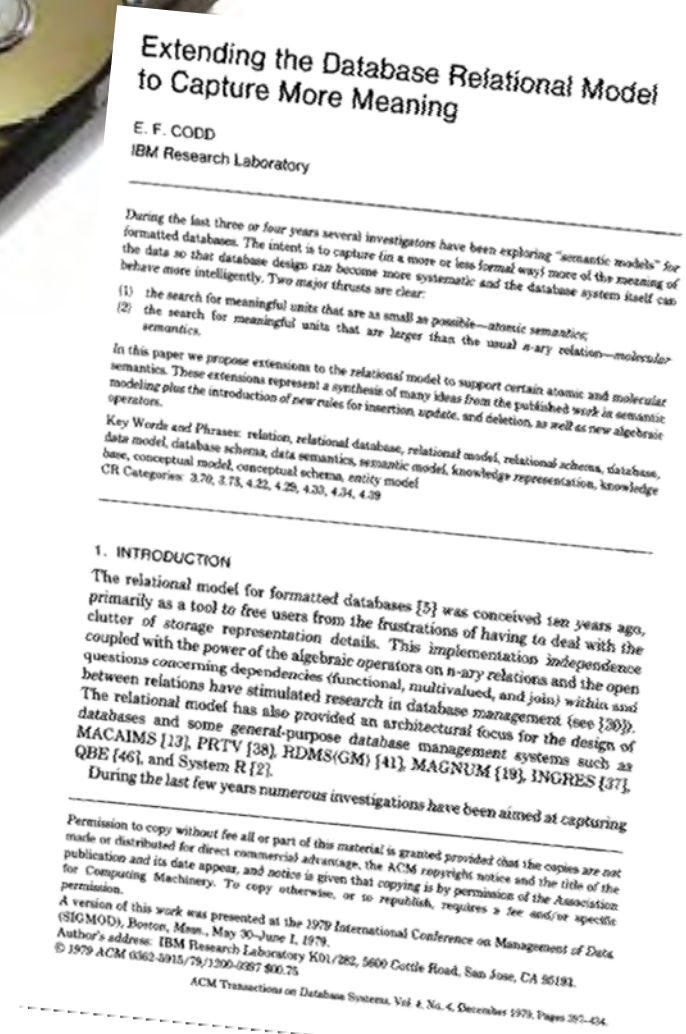 Extending the Database Relational Model
to Capture More Meaning
E. F. CODD
IBM Research Laboratory
During the last three or four years several investigators have been exploring "semantic models" for
formatted databases. The intent is to capture (in a more or less formal way) more of the meaning of
the data so that database design can become more systematic and the database system itself can
behave more intelligently. Two major thrusts are clear:
(1) the search for meaningful units that are as small as possible—atomic semantics;
(2) the search for meaningful units that are larger than the usual n-ary relation—molecular
semantics.
In this paper we propose extensions to the relational model to support certain atomic and molecular
semantics. These extensions represent a synthesis of many ideas from the published work in semantic
modeling plus the introduction of new rules for insertion, update, and deletion, as well as new algebraic
operators.
Key Words and Phrases: relation, relational database, relational model, relational schema, database,
data model, database schema, data semantics, semantic model, knowledge representation, knowledge
base, conceptual model, conceptual schema, entity model
CR Categories: 3.70, 3.73, 4.22, 4.29, 4.33, 4.34, 4.39
1. INTRODUCTION
The relational model for formatted databases [5] was conceived ten years ago,
primarily as a tool to free users from the frustrations of having to deal with the
clutter of storage representation details. This implementation independence
coupled with the power of the algebraic operators on n-ary relations and the open
questions concerning dependencies (functional, multivalued, and join) within and
between relations have stimulated research in database management (see [30]).
The relational model has also provided an architectural focus for the design of
databases and some general-purpose database management systems such as
MACAIMS [13], PRTV [38], RDMS(GM) [41], MAGNUM [19], INGRES [37],
QBE [46], and System R [2].
During the last few years numerous investigations have been aimed at capturing
Permission to copy without fee all or part of this material is granted provided that the copies are not
made or distributed for direct commercial advantage, the ACM copyright notice and the title of the
publication and its date appear, and notice is given that copying is by permission of the Association
for Computing Machinery. To copy otherwise, or to republish, requires a fee and/or specific
permission.
A version of this work was presented at the 1979 International Conference on Management of Data
(SIGMOD), Boston, Mass., May 30-June 1, 1979.
Author's address: IBM Research Laboratory K01/282, 5600 Cottle Road, San Jose, CA 95193.
© 1979 ACM 0362-5915/79/1200-0397 $00.75
ACM Transactions on Database Systems, Vol. 4, No. 4, December 1979, Pages 397-434.